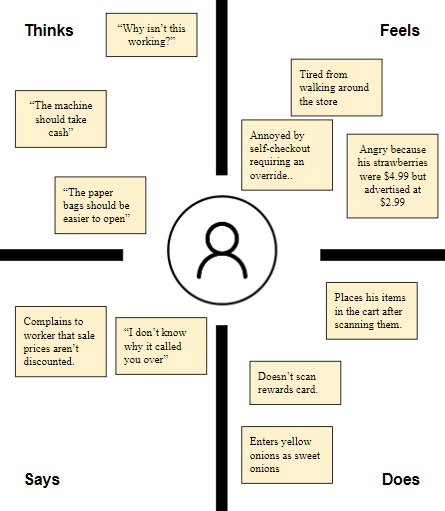 Thinks
“Why isn’t this
working?”
“The machine
should take
cash”
“The paper
bags should be
easier to open”
Feels
Tired from
walking around
the store
Annoyed by
self-checkout
requiring an
override..
Angry because
his strawberries
were $4.99 but
advertised at
$2.99
Complains to
worker that sale
prices aren’t
discounted.
“I don’t know
why it called
you over”
Says
Places his items
in the cart after
scanning them.
Doesn’t scan
rewards card.
Enters yellow
onions as sweet
onions
Does